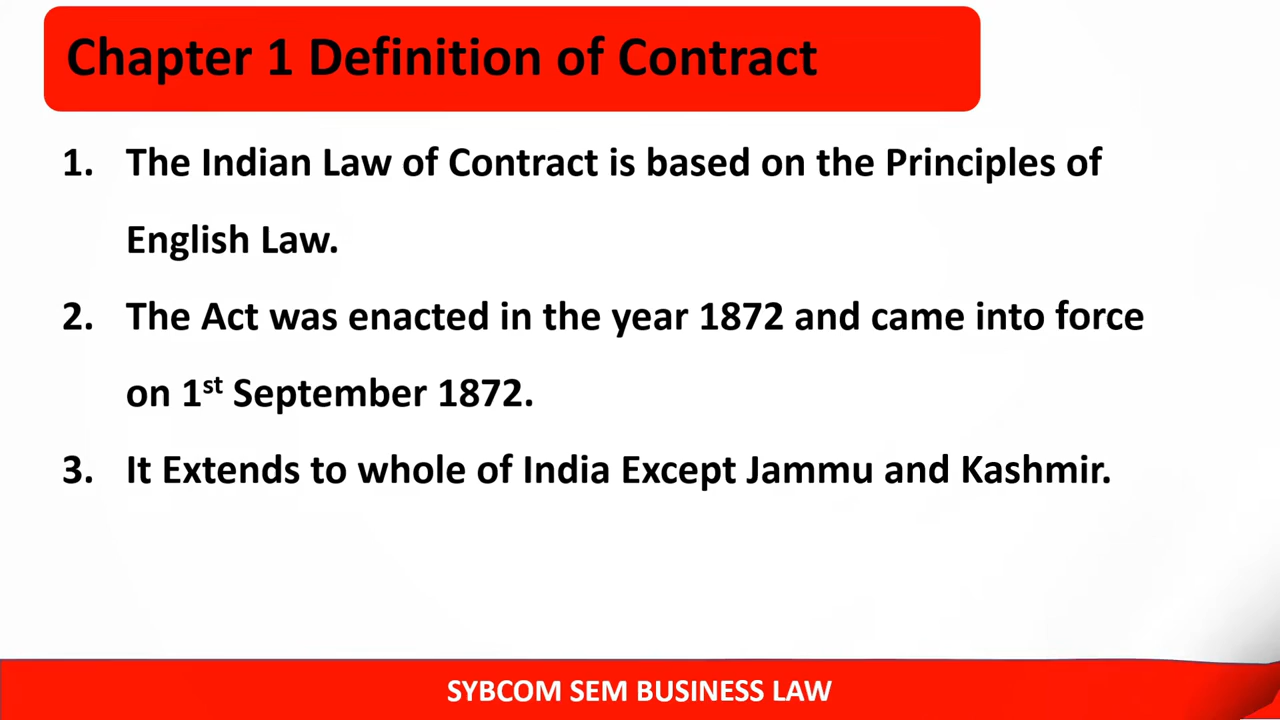 Chapter 1 Definition of Contract
1. The Indian Law of Contract is based on the Principles of
English Law.
2. The Act was enacted in the year 1872 and came into force
on 1st September 1872.
3. It Extends to whole of India Except Jammu and Kashmir.
SYBCOM SEM BUSINESS LAW